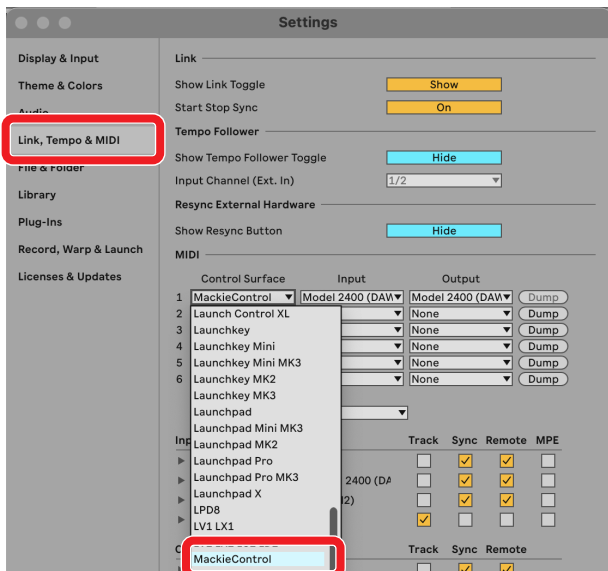 Settings
Display & Input
Theme & Colors
Audio
Link, Tempo & MIDI
File & Folder
Library
Plug-Ins
Record, Warp & Launch
Licenses & Updates
Link
Show Link Toggle Show
Start Stop Sync On
Tempo Follower
Show Tempo Follower Toggle Hide
Input Channel (Ext. In) 1/2
Resync External Hardware
Show Resync Button Hide
MIDI
Control Surface Input Output
1 MackieControl Model 2400 (DAW Model 2400 (DAW Dump
2 None Dump
3 None Dump
4 None Dump
5 None Dump
6 None Dump
Launch Control XL
Launchkey
Launchkey Mini
Launchkey Mini MK3
Launchkey MK2
Launchkey MK3
Launchpad
Launchpad Mini MK3
Launchpad MK2
Launchpad Pro
Launchpad Pro MK3
Launchpad X
LPD8
LV1 LX1
MackieControl
Inp Track Sync Remote MPE
2400 (DA
2)
Track Sync Remote